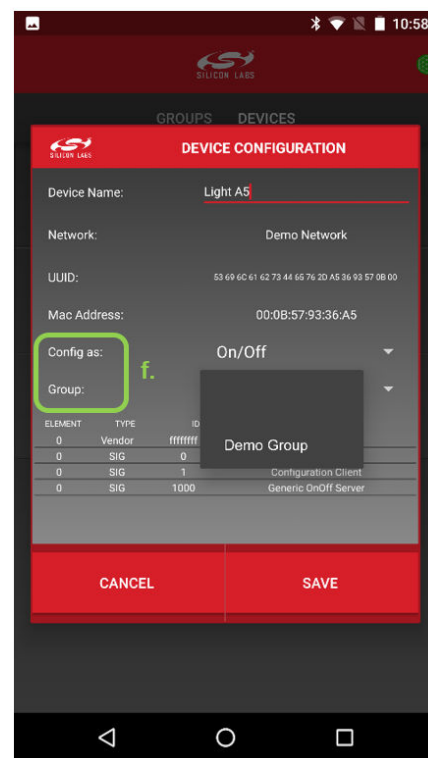 10:58
SILICON LABS
GROUPS DEVICES
SILICON LABS
DEVICE CONFIGURATION
Device Name: Light A5
Network: Demo Network
UUID: 53 69 6C 61 62 73 44 65 76 2D A5 36 93 57 0B 00
Mac Address: 00:0B:57:93:36:A5
Config as: On/Off
f.
Group:
Demo Group
ELEMENT TYPE ID
0 Vendor ffffffff
0 SIG 0
0 SIG 1 Configuration Client
0 SIG 1000 Generic OnOff Server
CANCEL SAVE